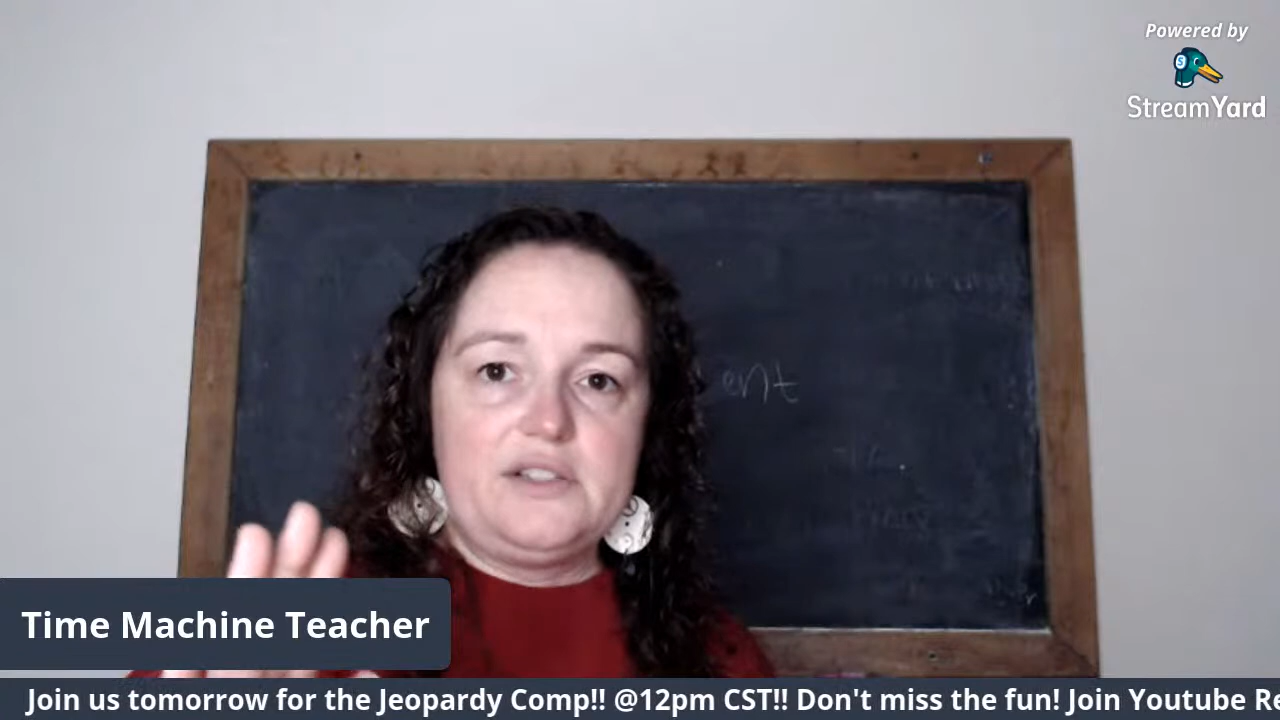 Powered by
StreamYard
ent
Time Machine Teacher
Join us tomorrow for the Jeopardy Comp!! @12pm CST!! Don't miss the fun! Join Youtube Re